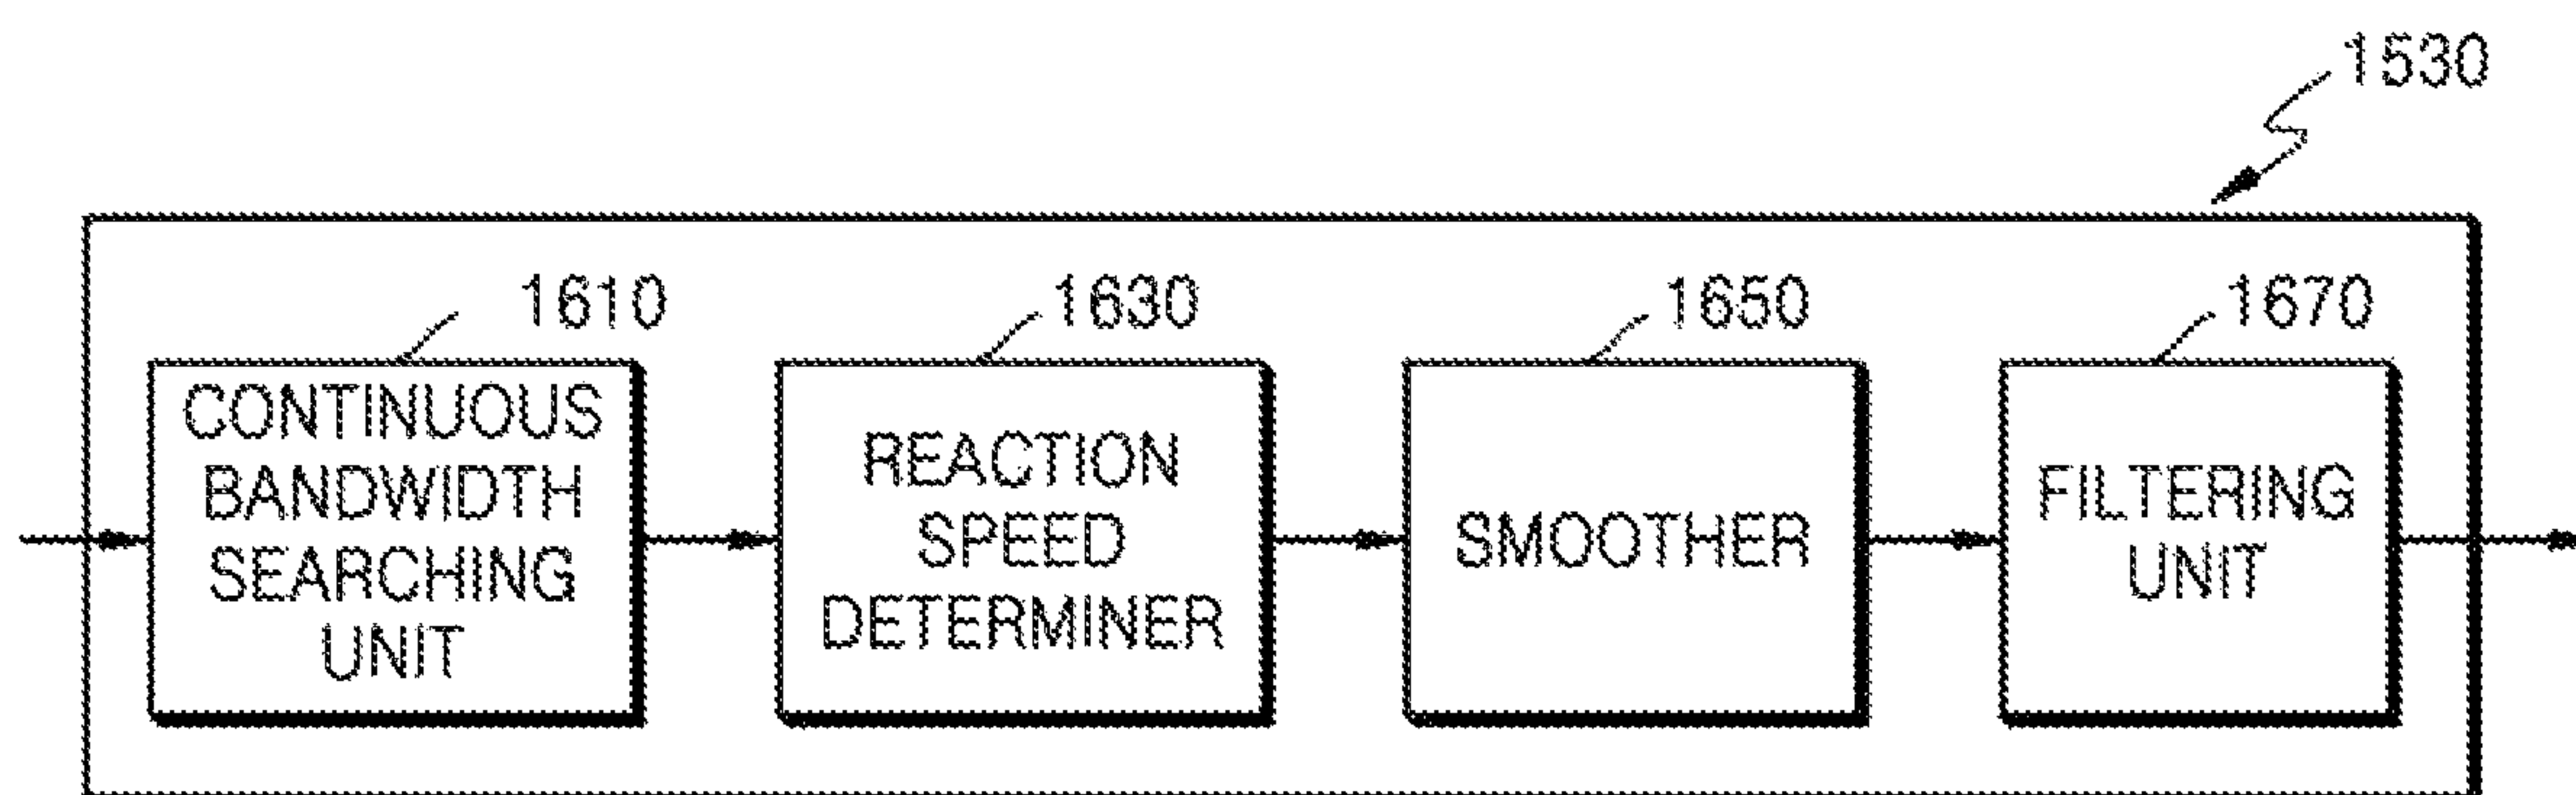 1530
1610
1630
1650
1670
CONTINUOUS
BANDWIDTH
SEARCHING
UNIT
REACTION
SPEED
DETERMINER
SMOOTHER
FILTERING
UNIT